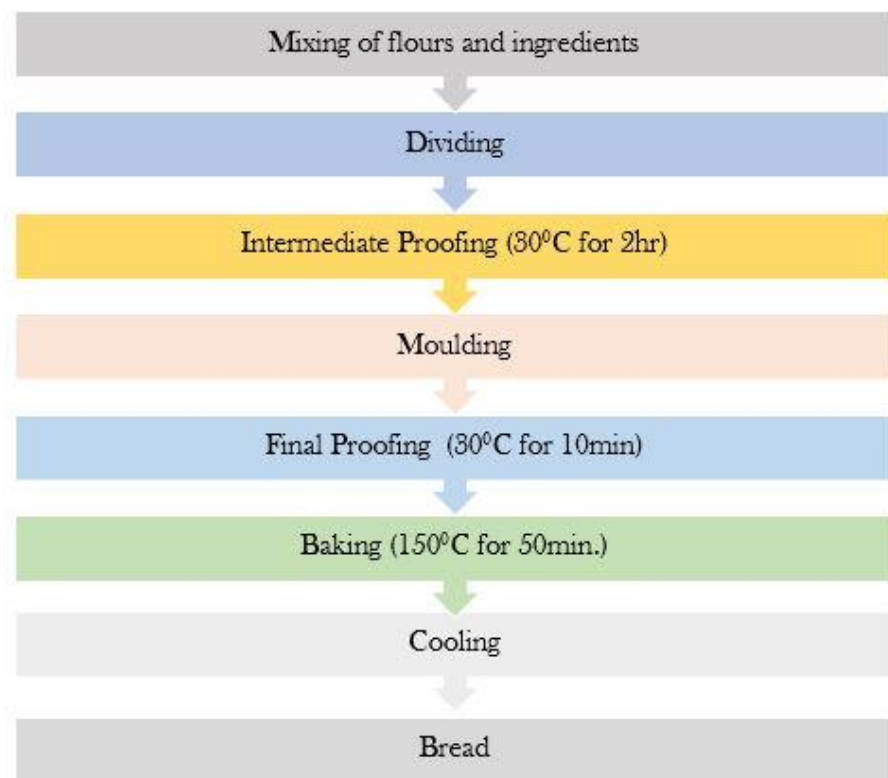 Mixing of flours and ingredients
Dividing
Intermediate Proofing (30⁰C for 2hr)
Moulding
Final Proofing (30⁰C for 10min)
Baking (150⁰C for 50min.)
Cooling
Bread